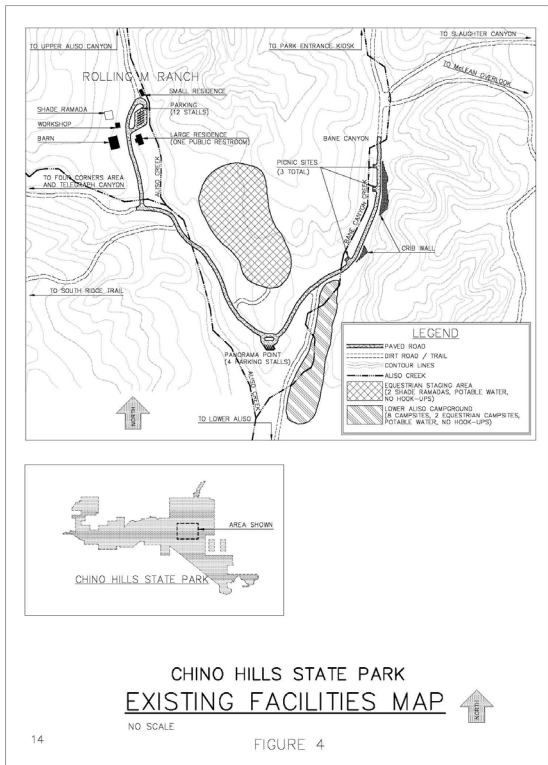 TO UPPER ALISO CANYON
TO PARK ENTRANCE KIOSK
TO SLAUGHTER CANYON
TO McLEAN OVERLOOK
ROLLING M RANCH
SMALL RESIDENCE
SHADE RAMADA
PARKING
(12 STALLS)
WORKSHOP
BARN
LARGE RESIDENCE
(ONE PUBLIC RESTROOM)
BANE CANYON
PICNIC SITES
(3 TOTAL)
TO FOUR CORNERS AREA
AND TELEGRAPH CANYON
ALISO CREEK
BANE CANYON CREEK
CRIB WALL
TO SOUTH RIDGE TRAIL
PANORAMA POINT
(4 PARKING STALLS)
ALISO CREEK
TO LOWER ALISO
NORTH
LEGEND
PAVED ROAD
DIRT ROAD / TRAIL
CONTOUR LINES
ALISO CREEK
EQUESTRIAN STAGING AREA
(2 SHADE RAMADAS, POTABLE WATER,
NO HOOK-UPS)
LOWER ALISO CAMPGROUND
(8 CAMPSITES, 2 EQUESTRIAN CAMPSITES,
POTABLE WATER, NO HOOK-UPS)
AREA SHOWN
CHINO HILLS STATE PARK
CHINO HILLS STATE PARK
EXISTING FACILITIES MAP
NORTH
NO SCALE
14
FIGURE 4